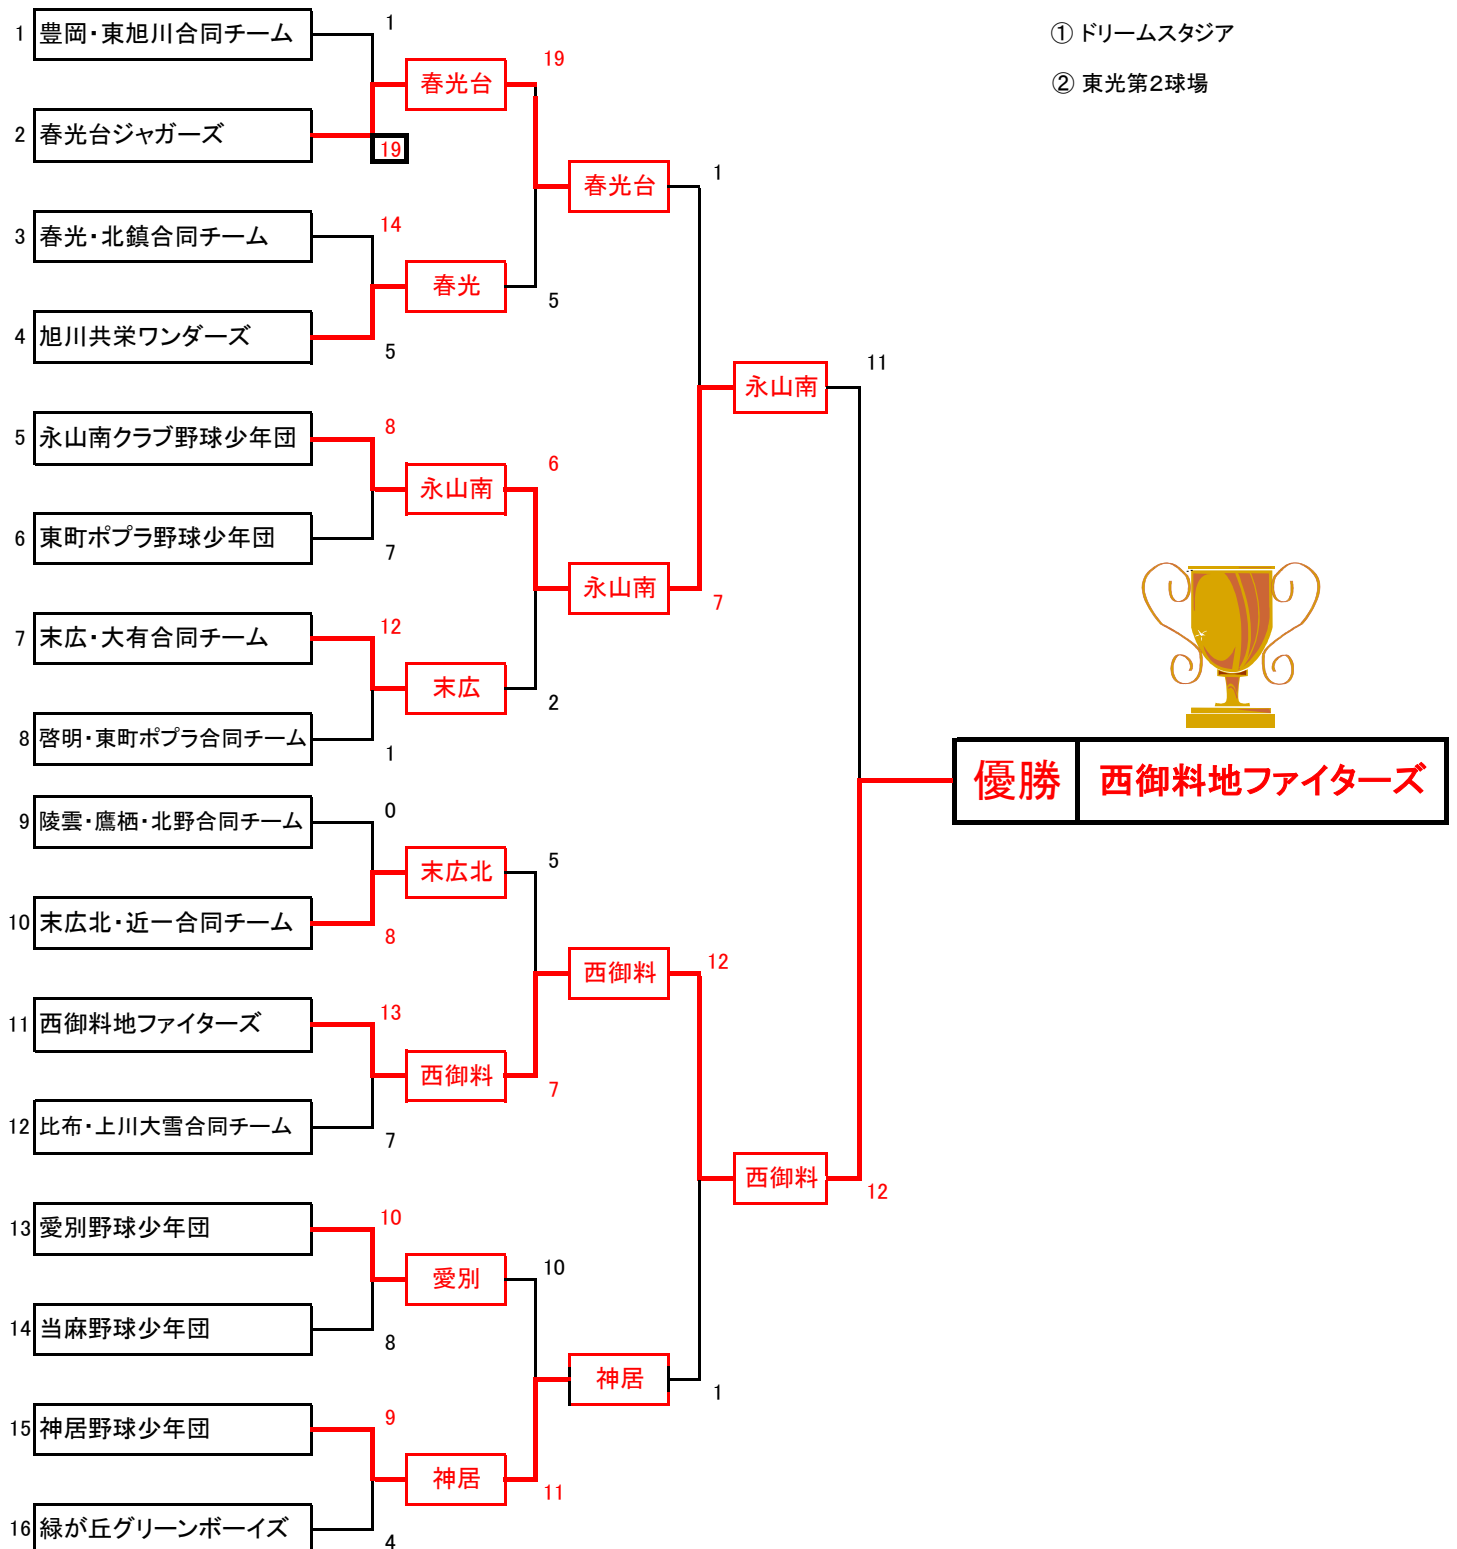 ① ドリームスタジア
② 東光第2球場
1 豊岡・東旭川合同チーム
1
春光台
19
2 春光台ジャガーズ
19
春光台
1
3 春光・北鎮合同チーム
14
春光
5
4 旭川共栄ワンダーズ
5
永山南
11
5 永山南クラブ野球少年団
8
永山南
6
6 東町ポプラ野球少年団
7
永山南
7
7 末広・大有合同チーム
12
末広
2
8 啓明・東町ポプラ合同チーム
1
優勝 西御料地ファイターズ
9 陵雲・鷹栖・北野合同チーム
0
末広北
5
10 末広北・近一合同チーム
8
西御料
12
11 西御料地ファイターズ
13
西御料
7
12 比布・上川大雪合同チーム
7
西御料
12
13 愛別野球少年団
10
愛別
10
14 当麻野球少年団
8
神居
1
15 神居野球少年団
9
神居
11
16 緑が丘グリーンボーイズ
4